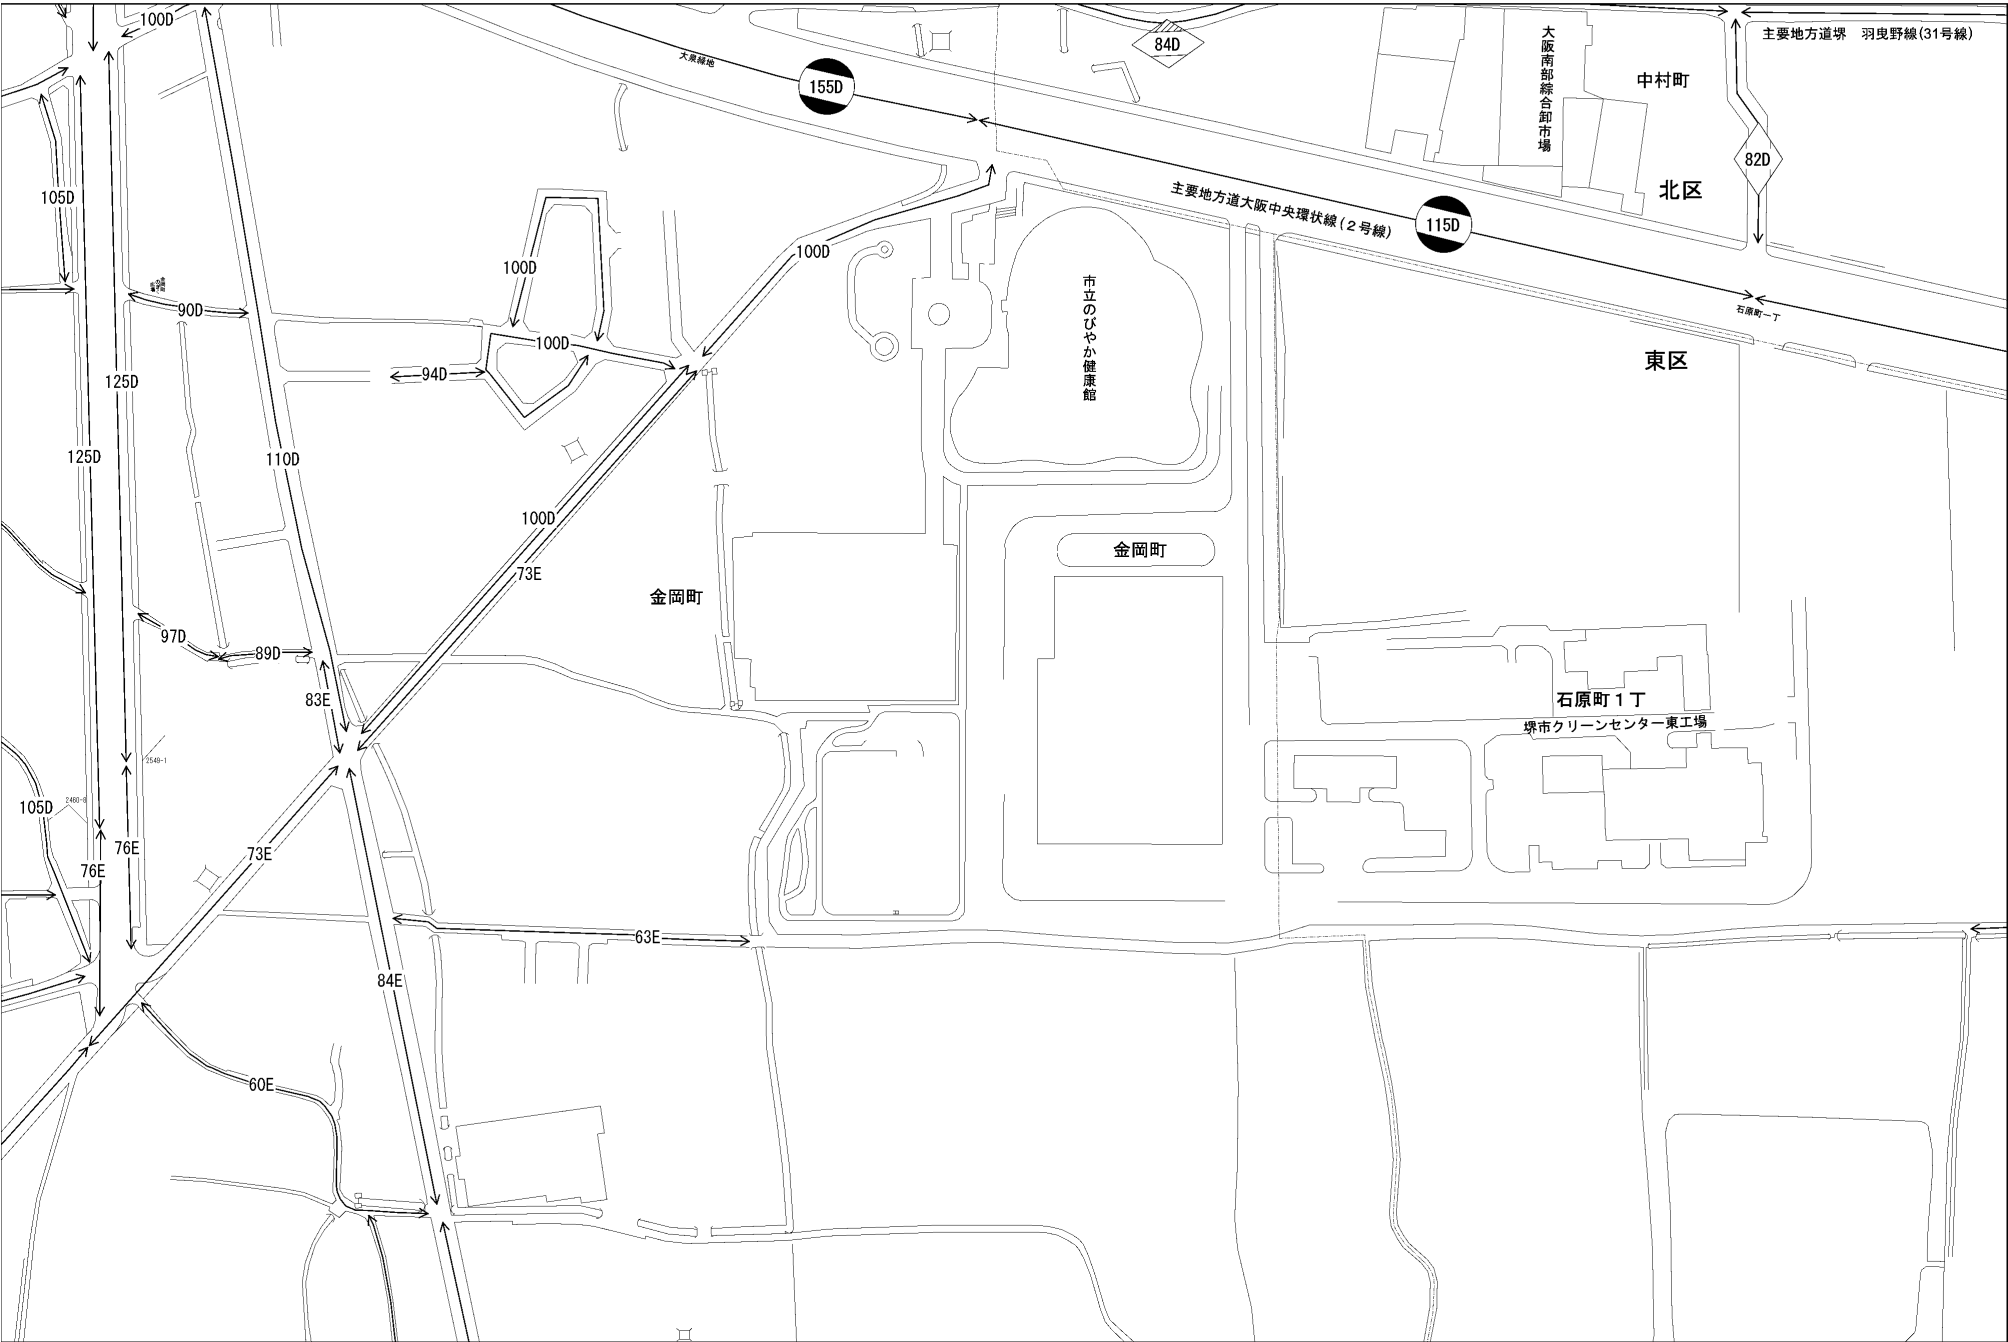 100D
84D
主要地方道堺 羽曳野線(31号線)
大泉緑地
155D
大阪南部綜合卸市場
中村町
82D
105D
北区
主要地方道大阪中央環状線(2号線)
115D
100D
100D
市立のびやか健康館
90D
石原町一丁
100D
東区
94D
125D
125D
110D
100D
金岡町
73E
金岡町
97D
89D
83E
石原町1丁
堺市クリーンセンター東工場
2549-1
2460-8
105D
76E
73E
76E
63E
84E
60E